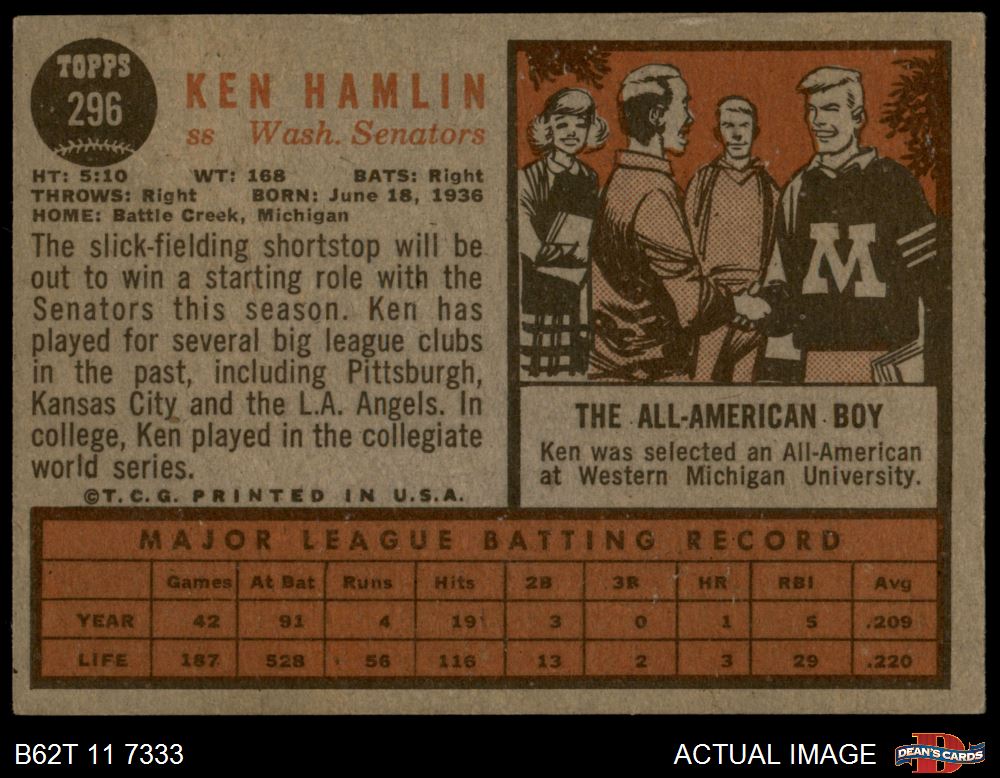 TOPPS
296
KEN HAMLIN
ss Wash. Senators
HT: 5:10 WT: 168 BATS: Right
THROWS: Right BORN: June 18, 1936
HOME: Battle Creek, Michigan
The slick-fielding shortstop will be
out to win a starting role with the
Senators this season. Ken has
played for several big league clubs
in the past, including Pittsburgh,
Kansas City and the L.A. Angels. In
college, Ken played in the collegiate
world series.
©T.C.G. PRINTED IN U.S.A.
M
THE ALL-AMERICAN BOY
Ken was selected an All-American
at Western Michigan University.
MAJOR LEAGUE BATTING RECORD
Games At Bat Runs Hits 2B 3B HR RBI Avg
YEAR 42 91 4 19 3 0 1 5 .209
LIFE 187 528 56 116 13 2 3 29 .220
B62T 11 7333
ACTUAL IMAGE
DEAN'S CARDS